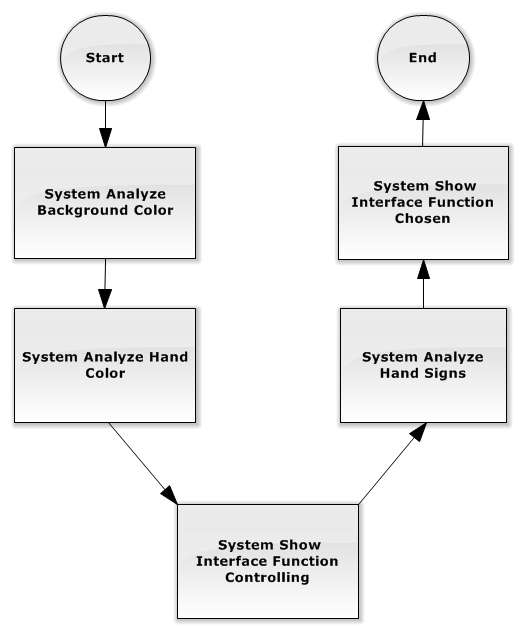 Start
System Analyze
Background Color
System Analyze Hand
Color
System Show
Interface Function
Controlling
System Analyze
Hand Signs
System Show
Interface Function
Chosen
End